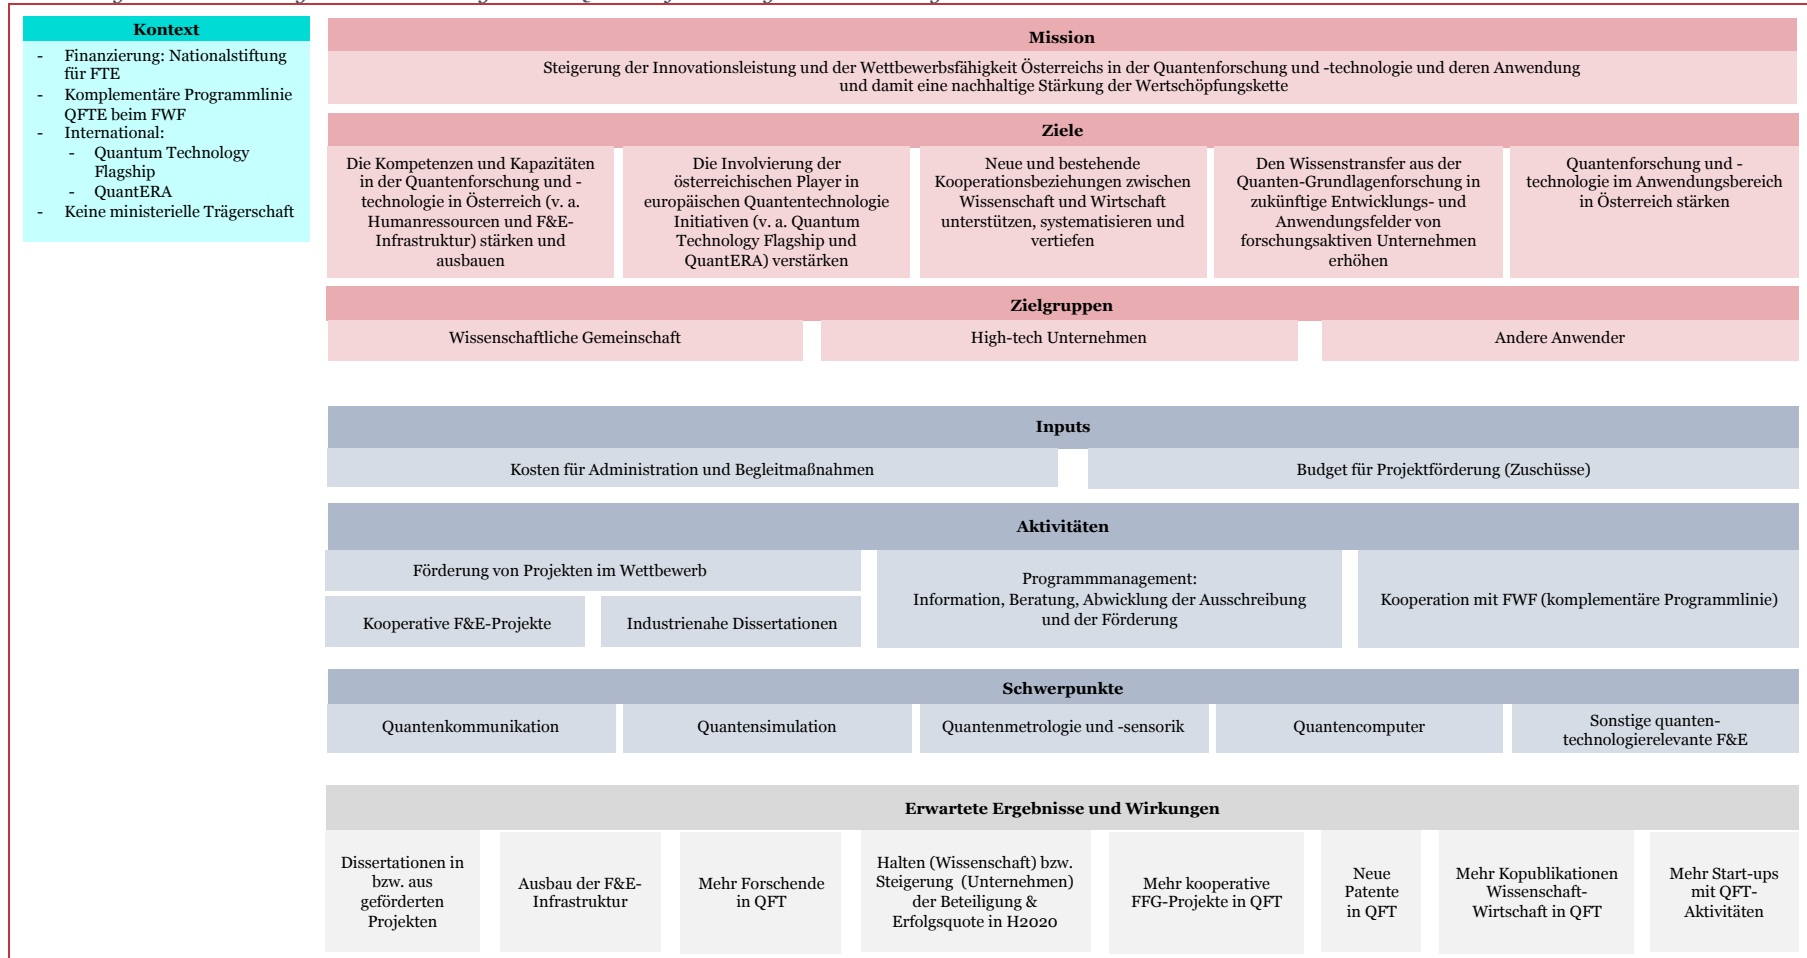 Kontext
- Finanzierung: Nationalstiftung
für FTE
- Komplementäre Programmlinie
QFTE beim FWF
- International:
- Quantum Technology
Flagship
- QuantERA
- Keine ministerielle Trägerschaft
Mission
Steigerung der Innovationsleistung und der Wettbewerbsfähigkeit Österreichs in der Quantenforschung und -technologie und deren Anwendung
und damit eine nachhaltige Stärkung der Wertschöpfungskette
Ziele
Die Kompetenzen und Kapazitäten
in der Quantenforschung und -
technologie in Österreich (v. a.
Humanressourcen und F&E-
Infrastruktur) stärken und
ausbauen
Die Involvierung der
österreichischen Player in
europäischen Quantentechnologie
Initiativen (v. a. Quantum
Technology Flagship und
QuantERA) verstärken
Neue und bestehende
Kooperationsbeziehungen zwischen
Wissenschaft und Wirtschaft
unterstützen, systematisieren und
vertiefen
Den Wissenstransfer aus der
Quanten-Grundlagenforschung in
zukünftige Entwicklungs- und
Anwendungsfelder von
forschungsaktiven Unternehmen
erhöhen
Quantenforschung und -
technologie im Anwendungsbereich
in Österreich stärken
Zielgruppen
Wissenschaftliche Gemeinschaft
High-tech Unternehmen
Andere Anwender
Inputs
Kosten für Administration und Begleitmaßnahmen
Budget für Projektförderung (Zuschüsse)
Aktivitäten
Förderung von Projekten im Wettbewerb
Kooperative F&E-Projekte
Industrienahe Dissertationen
Programmmanagement:
Information, Beratung, Abwicklung der Ausschreibung
und der Förderung
Kooperation mit FWF (komplementäre Programmlinie)
Schwerpunkte
Quantenkommunikation
Quantensimulation
Quantenmetrologie und -sensorik
Quantencomputer
Sonstige quanten-
technologierelevante F&E
Erwartete Ergebnisse und Wirkungen
Dissertationen in
bzw. aus
geförderten
Projekten
Ausbau der F&E-
Infrastruktur
Mehr Forschende
in QFT
Halten (Wissenschaft) bzw.
Steigerung (Unternehmen)
der Beteiligung &
Erfolgsquote in H2020
Mehr kooperative
FFG-Projekte in QFT
Neue
Patente
in QFT
Mehr Kopublikationen
Wissenschaft-
Wirtschaft in QFT
Mehr Start-ups
mit QFT-
Aktivitäten